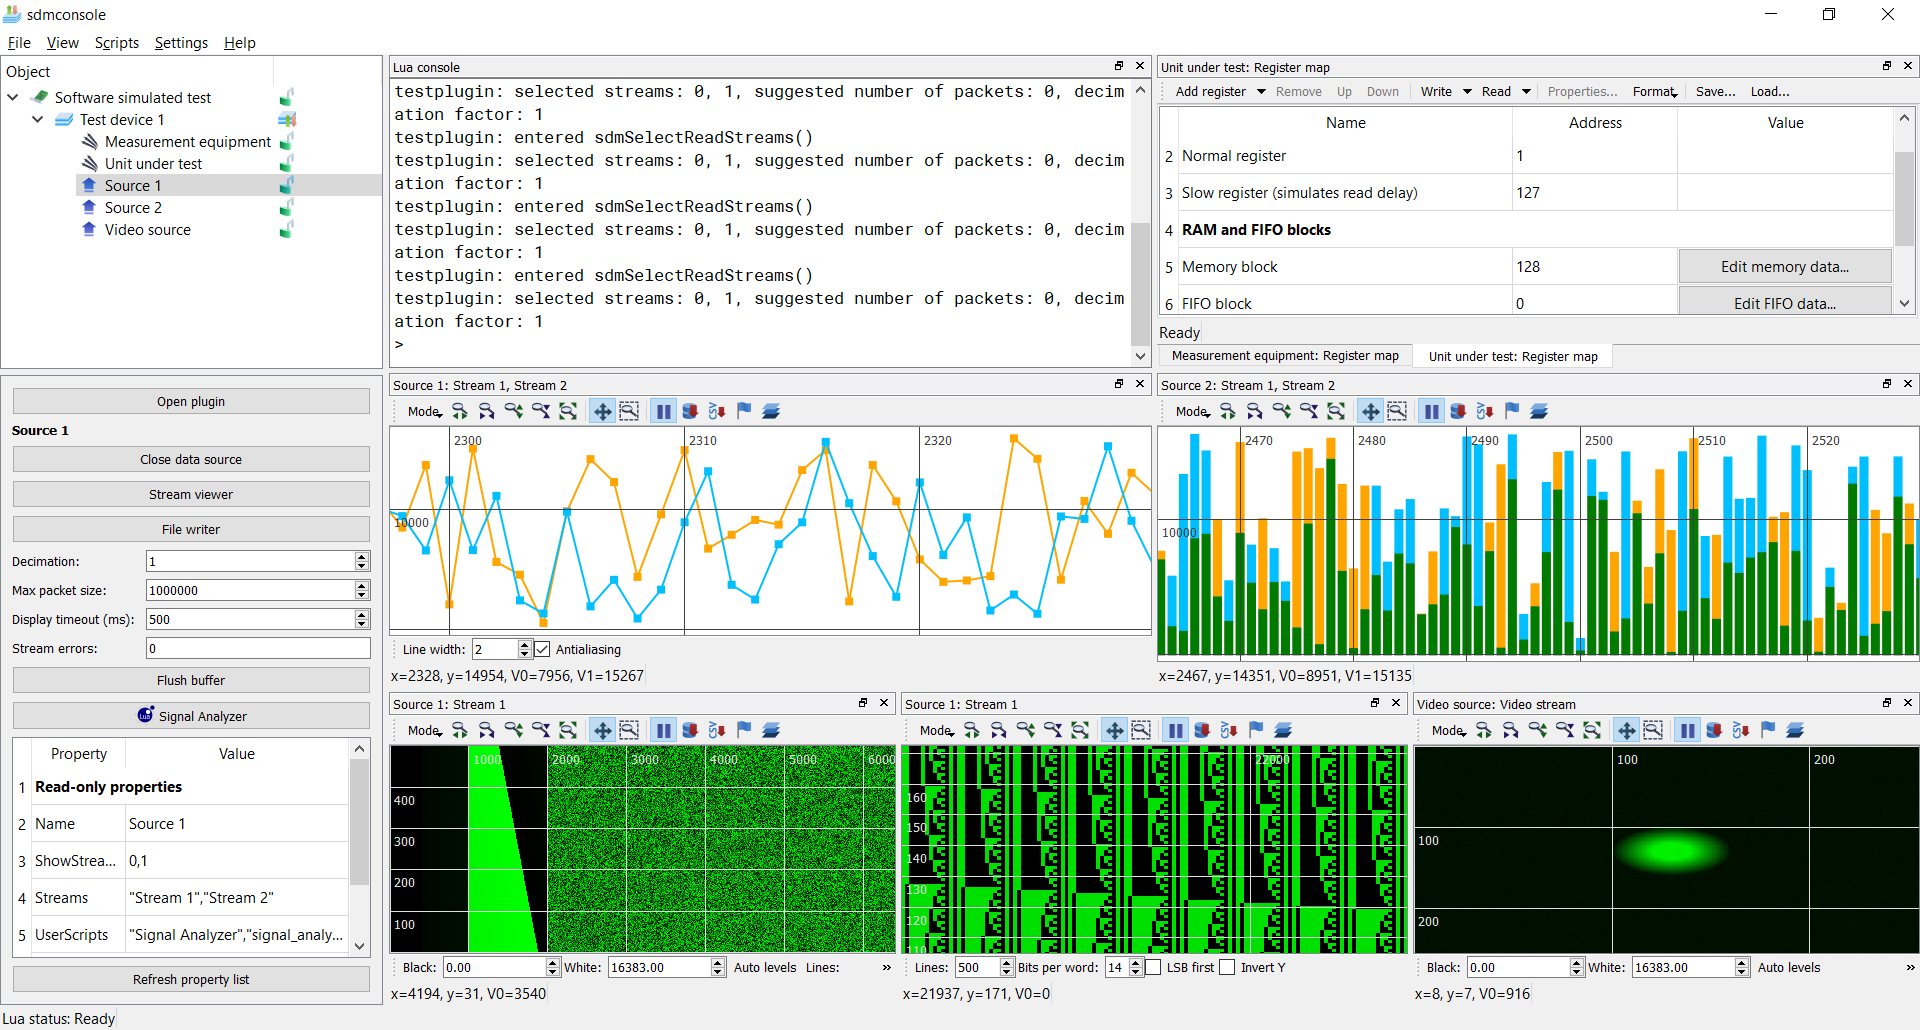 sdmconsole
File View Scripts Settings Help
Object
Software simulated test
Test device 1
Measurement equipment
Unit under test
Source 1
Source 2
Video source
Open plugin
Source 1
Close data source
Stream viewer
File writer
Decimation: 1
Max packet size: 1000000
Display timeout (ms): 500
Stream errors: 0
Flush buffer
Lua Signal Analyzer
Property Value
1 Read-only properties
2 Name Source 1
3 ShowStrea... 0,1
4 Streams "Stream 1","Stream 2"
5 UserScripts "Signal Analyzer","signal_analy...
Refresh property list
Lua status: Ready
Lua console
testplugin: selected streams: 0, 1, suggested number of packets: 0, decim
ation factor: 1
testplugin: entered sdmSelectReadStreams()
testplugin: selected streams: 0, 1, suggested number of packets: 0, decim
ation factor: 1
testplugin: entered sdmSelectReadStreams()
testplugin: selected streams: 0, 1, suggested number of packets: 0, decim
ation factor: 1
testplugin: entered sdmSelectReadStreams()
testplugin: selected streams: 0, 1, suggested number of packets: 0, decim
ation factor: 1
>
Unit under test: Register map
Add register Remove Up Down Write Read Properties... Format Save... Load...
Name Address Value
2 Normal register 1
3 Slow register (simulates read delay) 127
4 RAM and FIFO blocks
5 Memory block 128 Edit memory data...
6 FIFO block 0 Edit FIFO data...
Ready
Measurement equipment: Register map Unit under test: Register map
Source 1: Stream 1, Stream 2
Mode CSV
2300 2310 2320
10000
Line width: 2 Antialiasing
x=2328, y=14954, V0=7956, V1=15267
Source 2: Stream 1, Stream 2
Mode CSV
2470 2480 2490 2500 2510 2520
10000
x=2467, y=14351, V0=8951, V1=15135
Source 1: Stream 1
Mode CSV
1000 2000 3000 4000 5000 6000
400
300
200
100
Black: 0.00 White: 16383.00 Auto levels Lines: »
x=4194, y=31, V0=3540
Source 1: Stream 1
Mode CSV
22000
160
150
140
130
120
110
Lines: 500 Bits per word: 14 LSB first Invert Y
x=21937, y=171, V0=0
Video source: Video stream
Mode CSV
100 200
100
200
Black: 0.00 White: 16383.00 Auto levels »
x=8, y=7, V0=916